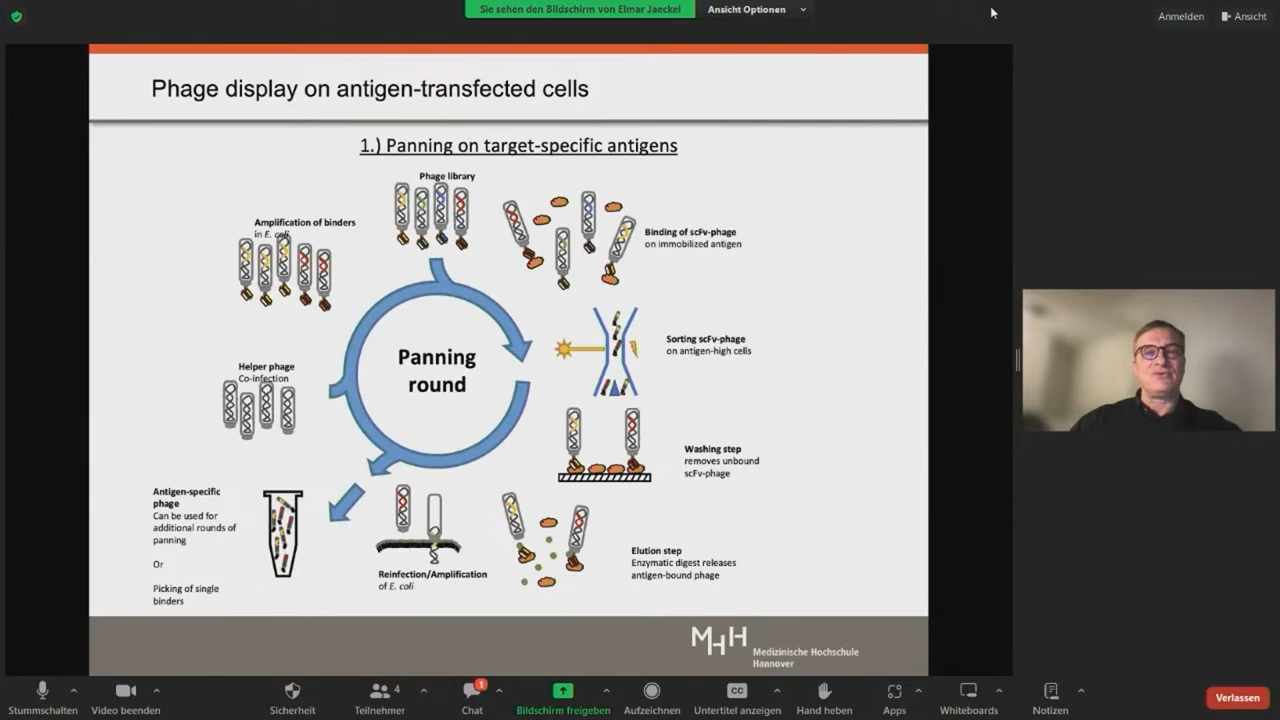 Sie sehen den Bildschirm von Elmar Jaeckel
Ansicht Optionen
Anmelden
Ansicht
Phage display on antigen-transfected cells
1.) Panning on target-specific antigens
Phage library
Amplification of binders
in E. coli
Binding of scFv-phage
on immobilized antigen
Sorting scFv-phage
on antigen-high cells
Panning
round
Helper phage
Co-infection
Washing step
removes unbound
scFv-phage
Antigen-specific
phage
Can be used for
additional rounds of
panning
Or
Picking of single
binders
Reinfection/Amplification
of E. coli
Elution step
Enzymatic digest releases
antigen-bound phage
MHH
Medizinische Hochschule
Hannover
Stummschalten
Video beenden
Sicherheit
4
Teilnehmer
1
Chat
Bildschirm freigeben
Aufzeichnen
CC
Untertitel anzeigen
Hand heben
Apps
Whiteboards
Notizen
Verlassen